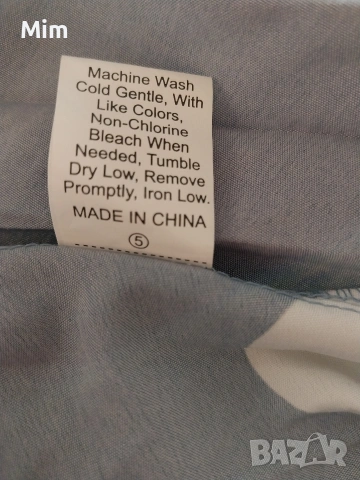 Mim
Machine Wash
Cold Gentle, With
Like Colors,
Non-Chlorine
Bleach When
Needed, Tumble
Dry Low, Remove
Promptly, Iron Low.
MADE IN CHINA
5
BAZAR